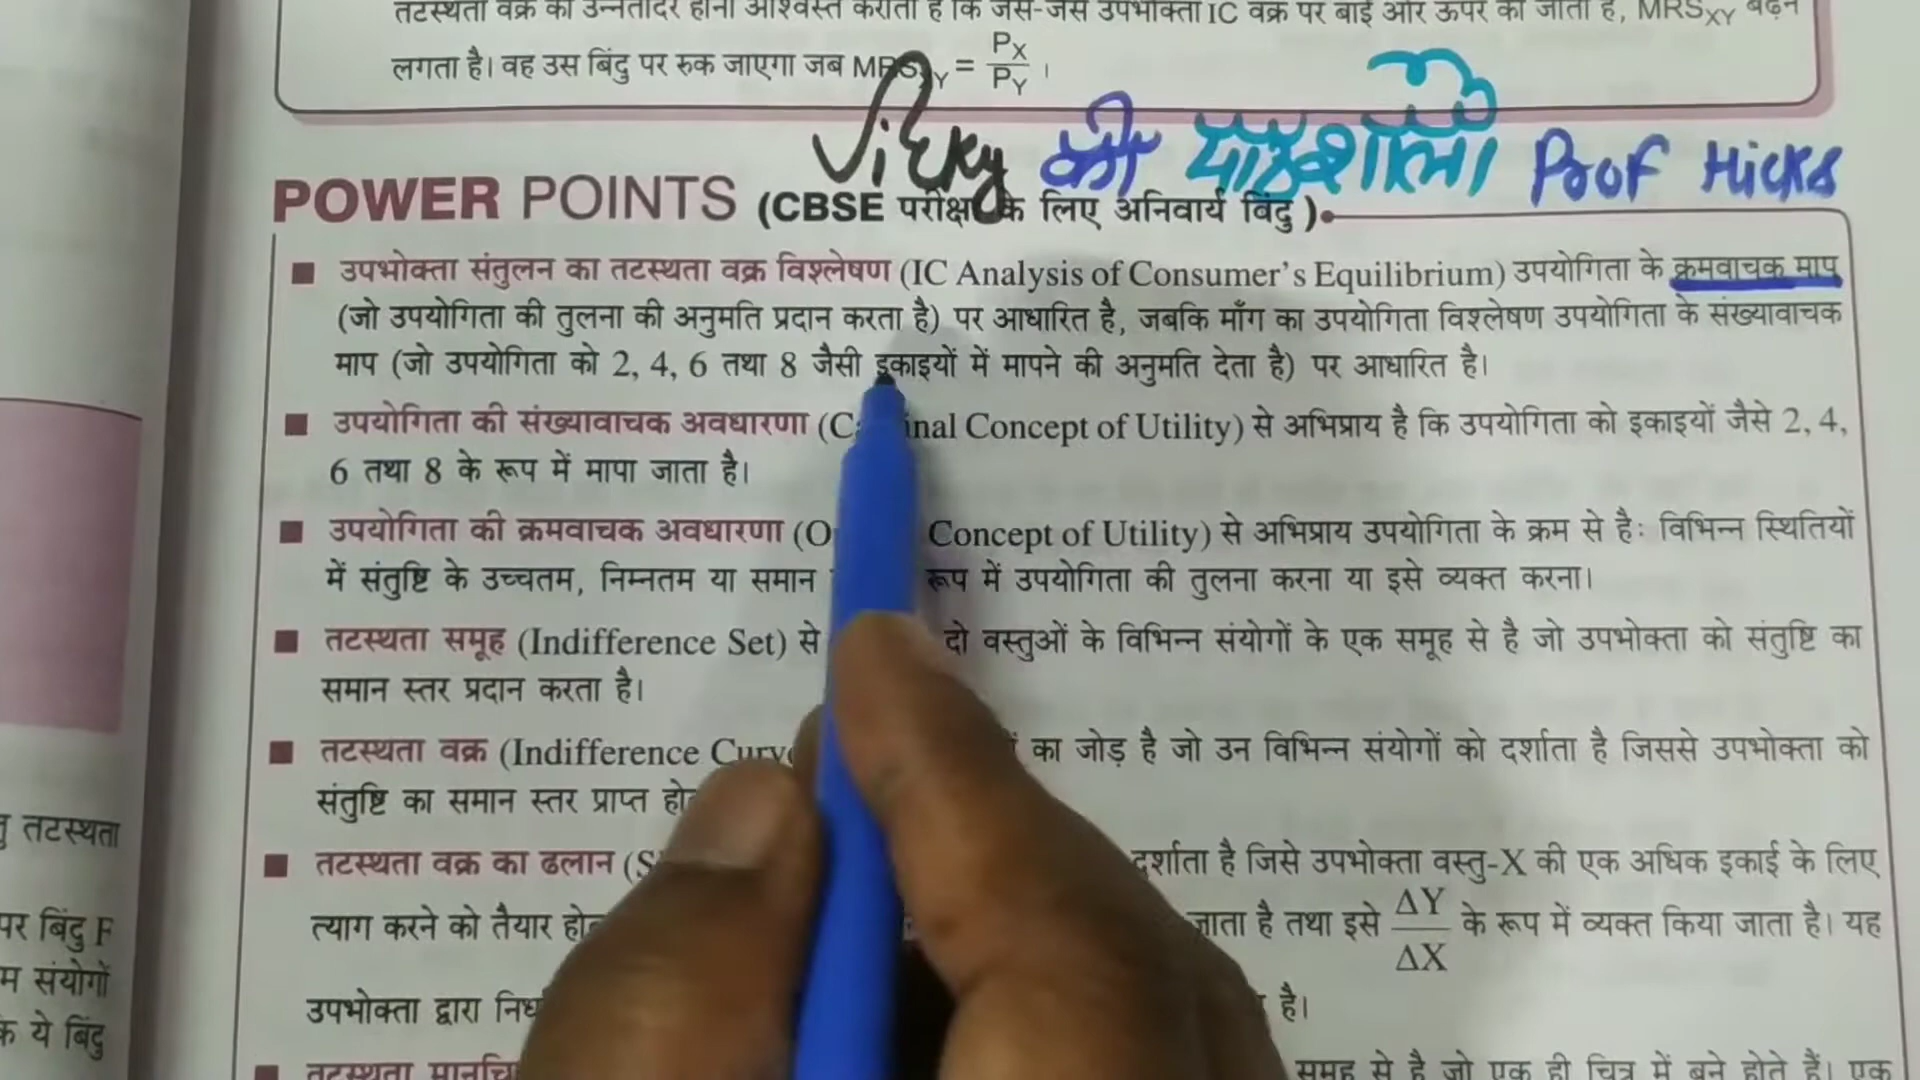 तटस्थता वक्र का उन्नतोदर होना आश्वस्त कराता है कि जैसे-जैसे उपभोक्ता IC वक्र पर बाईं ओर ऊपर को जाता है, MRSXY बढ़ने
लगता है। वह उस बिंदु पर रुक जाएगा जब MRSXY = PX/PY ।
Vicky की पाठशाला Prof Hicks
POWER POINTS (CBSE परीक्षा के लिए अनिवार्य बिंदु)
■ उपभोक्ता संतुलन का तटस्थता वक्र विश्लेषण (IC Analysis of Consumer's Equilibrium) उपयोगिता के क्रमवाचक माप
(जो उपयोगिता की तुलना की अनुमति प्रदान करता है) पर आधारित है, जबकि माँग का उपयोगिता विश्लेषण उपयोगिता के संख्यावाचक
माप (जो उपयोगिता को 2, 4, 6 तथा 8 जैसी इकाइयों में मापने की अनुमति देता है) पर आधारित है।
■ उपयोगिता की संख्यावाचक अवधारणा (Cardinal Concept of Utility) से अभिप्राय है कि उपयोगिता को इकाइयों जैसे 2, 4,
6 तथा 8 के रूप में मापा जाता है।
■ उपयोगिता की क्रमवाचक अवधारणा (O Concept of Utility) से अभिप्राय उपयोगिता के क्रम से है: विभिन्न स्थितियों
में संतुष्टि के उच्चतम, निम्नतम या समान रूप में उपयोगिता की तुलना करना या इसे व्यक्त करना।
■ तटस्थता समूह (Indifference Set) से दो वस्तुओं के विभिन्न संयोगों के एक समूह से है जो उपभोक्ता को संतुष्टि का
समान स्तर प्रदान करता है।
■ तटस्थता वक्र (Indifference Curve का जोड़ है जो उन विभिन्न संयोगों को दर्शाता है जिससे उपभोक्ता को
संतुष्टि का समान स्तर प्राप्त
■ तटस्थता वक्र का ढलान (S दर्शाता है जिसे उपभोक्ता वस्तु-X की एक अधिक इकाई के लिए
त्याग करने को तैयार जाता है तथा इसे ΔY/ΔX के रूप में व्यक्त किया जाता है। यह
उपभोक्ता द्वारा है।
■ तटस्थता समूह से है जो एक ही चित्र में बने होते हैं। एक
तटस्थता
पर बिंदु F
संयोगों
ये बिंदु